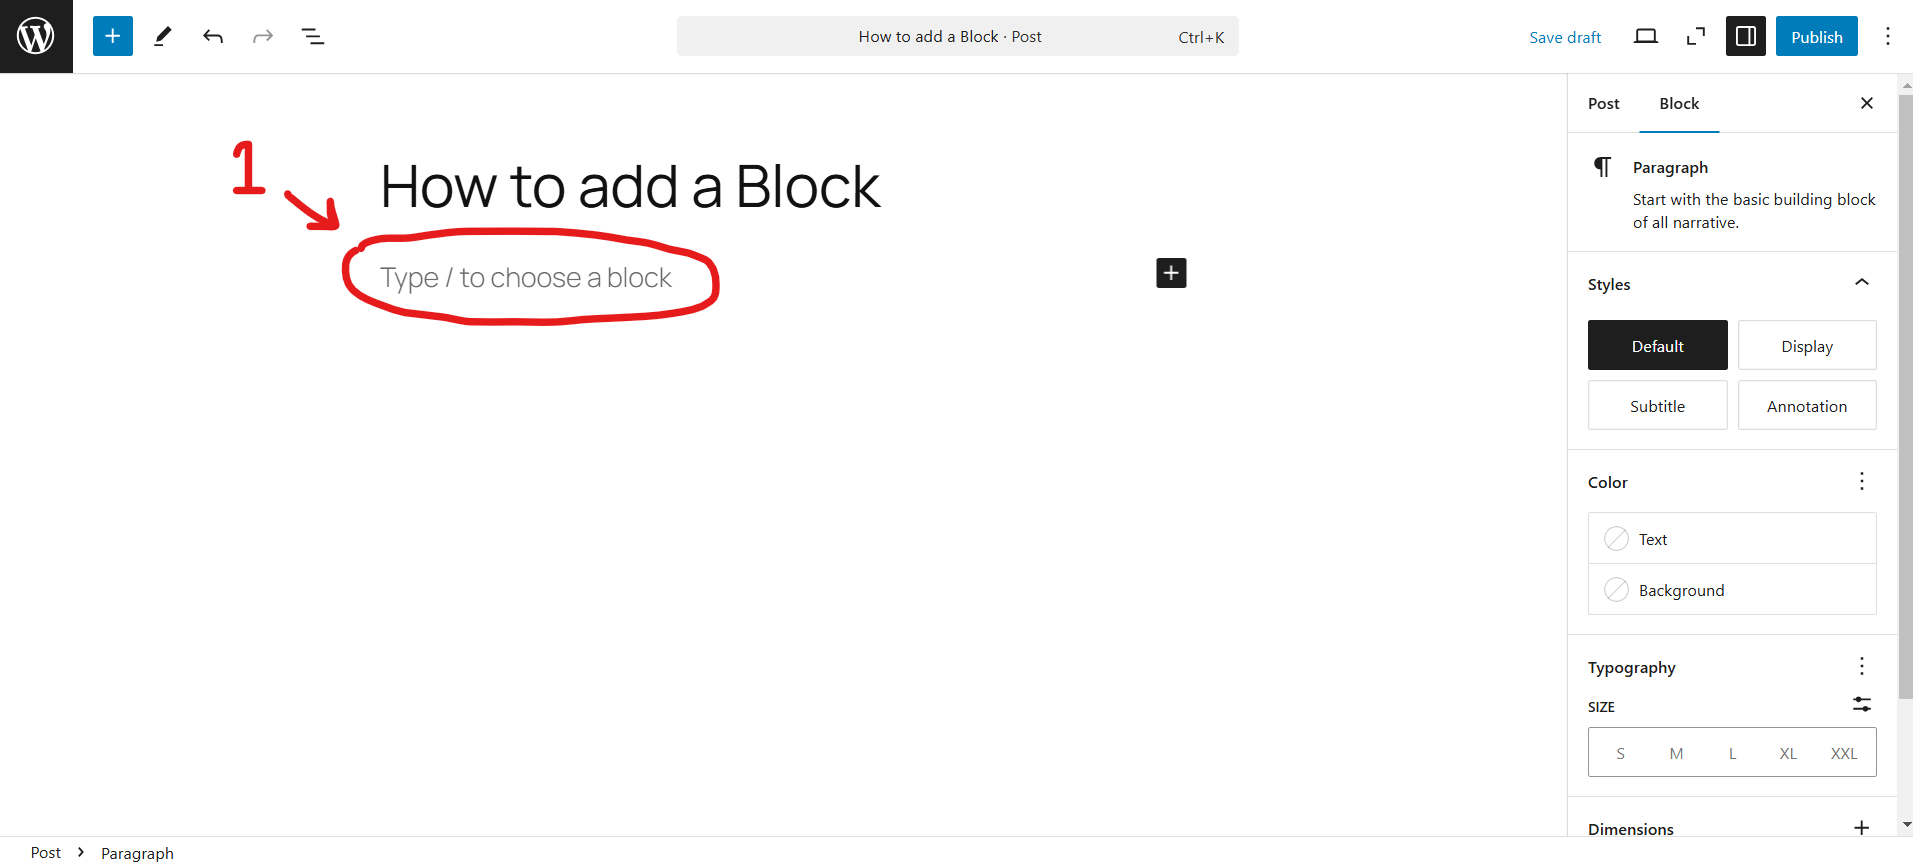 How to add a Block · Post
Ctrl+K
Save draft
Publish
Post
Block
1
How to add a Block
Type / to choose a block
Paragraph
Start with the basic building block
of all narrative.
Styles
Default
Display
Subtitle
Annotation
Color
Text
Background
Typography
SIZE
S M L XL XXL
Dimensions
Post
Paragraph